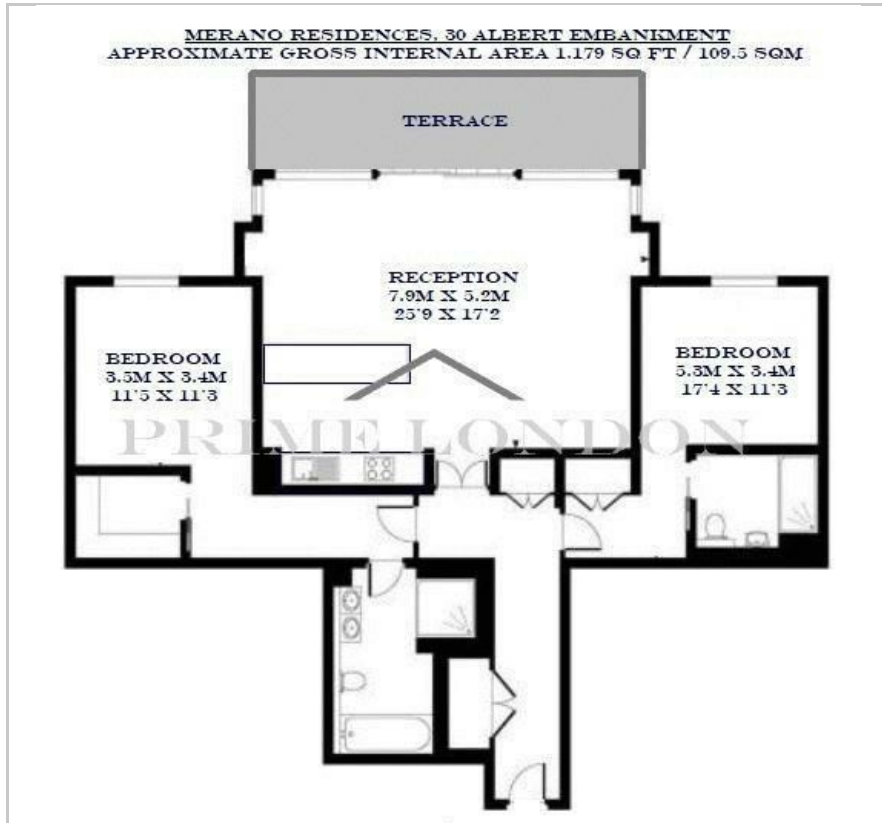 MERANO RESIDENCES, 30 ALBERT EMBANKMENT
APPROXIMATE GROSS INTERNAL AREA 1.179 SQ FT / 109.5 SQM
TERRACE
RECEPTION
7.9M X 5.2M
25'9 X 17'2
BEDROOM
3.5M X 3.4M
11'5 X 11'3
BEDROOM
5.3M X 3.4M
17'4 X 11'3
PRIME LONDON